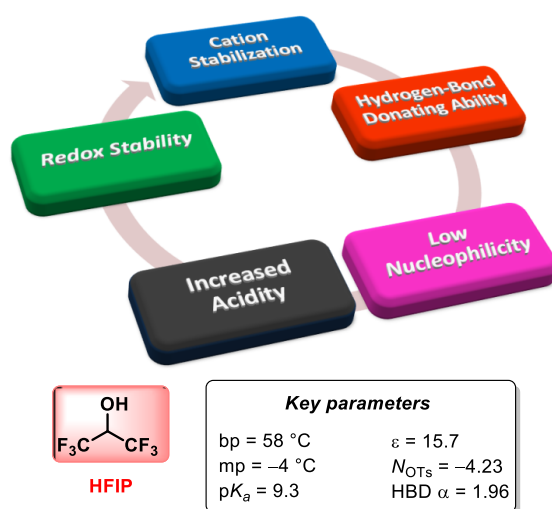 Cation
Stabilization
Hydrogen-Bond
Donating Ability
Redox Stability
Low
Nucleophilicity
Increased
Acidity
OH
F₃C CF₃
HFIP
Key parameters
bp = 58 °C ε = 15.7
mp = –4 °C N_OTs = –4.23
pKₐ = 9.3 HBD α = 1.96